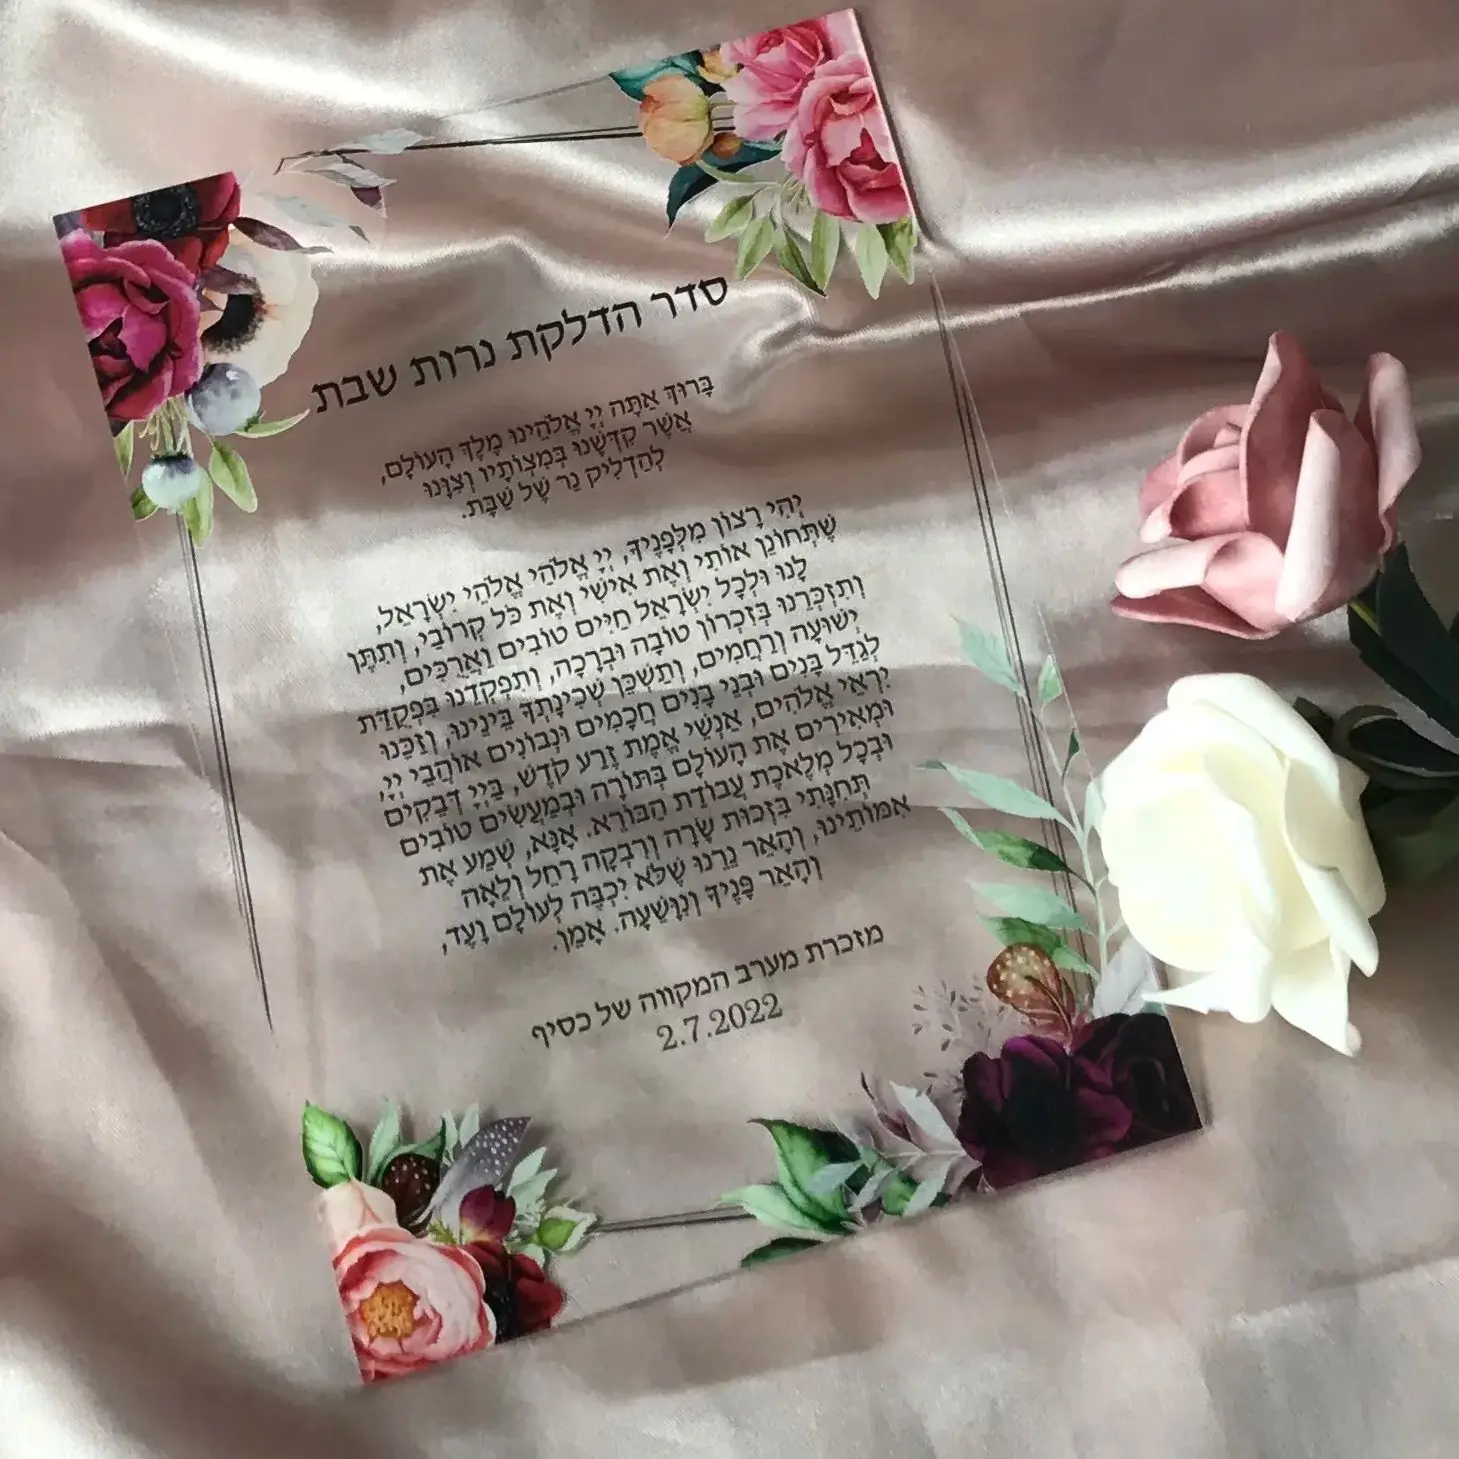 סדר הדלקת נרות שבת
בָּרוּךְ אַתָּה יְיָ אֱלֹהֵינוּ מֶלֶךְ הָעוֹלָם,
אֲשֶׁר קִדְּשָׁנוּ בְּמִצְוֹתָיו וְצִוָּנוּ
לְהַדְלִיק נֵר שֶׁל שַׁבָּת.
יְהִי רָצוֹן מִלְּפָנֶיךָ, יְיָ אֱלֹהַי אֱלֹהֵי יִשְׂרָאֵל,
שֶׁתְּחוֹנֵן אוֹתִי וְאֶת אִישִׁי וְאֶת כֹּל קְרוֹבַי, וְתִתֶּן
לָנוּ וּלְכָל יִשְׂרָאֵל חַיִּים טוֹבִים וַאֲרֻכִּים,
וְתִזְכְּרֵנוּ בְּזִכְרוֹן טוֹבָה וּבְרָכָה, וְתִפְקְדֵנוּ בִּפְקֻדַּת
יְשׁוּעָה וְרַחֲמִים, וְתַשְׁכֵּן שְׁכִינָתְךָ בֵּינֵינוּ, וְזַכֵּנוּ
לְגַדֵּל בָּנִים וּבְנֵי בָנִים חֲכָמִים וּנְבוֹנִים אוֹהֲבֵי יְיָ,
יִרְאֵי אֱלֹהִים, אַנְשֵׁי אֱמֶת זֶרַע קֹדֶשׁ, בַּיְיָ דְּבֵקִים
וּמְאִירִים אֶת הָעוֹלָם בְּתּוֹרָה וּבְמַעֲשִׂים טוֹבִים
וּבְכָל מְלֶאכֶת עֲבוֹדַת הַבּוֹרֵא. אָנָּא, שְׁמַע אֶת
תְּחִנָּתִי בִּזְכוּת שָׂרָה וְרִבְקָה רָחֵל וְלֵאָה
אִמּוֹתֵינוּ, וְהָאֵר נֵרֵנוּ שֶׁלֹּא יִכְבֶּה לְעוֹלָם וָעֶד,
וְהָאֵר פָּנֶיךָ וְנִוָּשֵׁעָה. אָמֵן.
מזכרת מערב המקווה של כסיף
2.7.2022